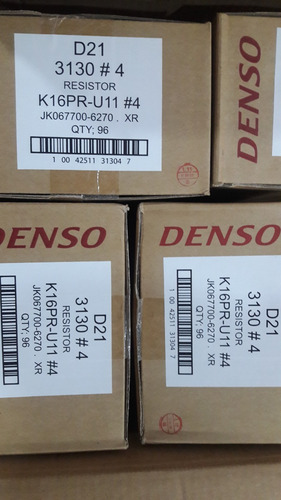 D21
3130 # 4
RESISTOR
K16PR-U11 #4
JK067700-6270 . XR
QTY; 96
1 00 42511 31304 7
DENSO
DENSO
D21
3130 # 4
RESISTOR
K16PR-U11 #4
JK067700-6270 . XR
QTY; 96
DENSO
D21
3130 # 4
RESISTOR
K16PR-U11 #4
JK067700-6270 . XR
QTY; 96
1 00 42511 31304 7